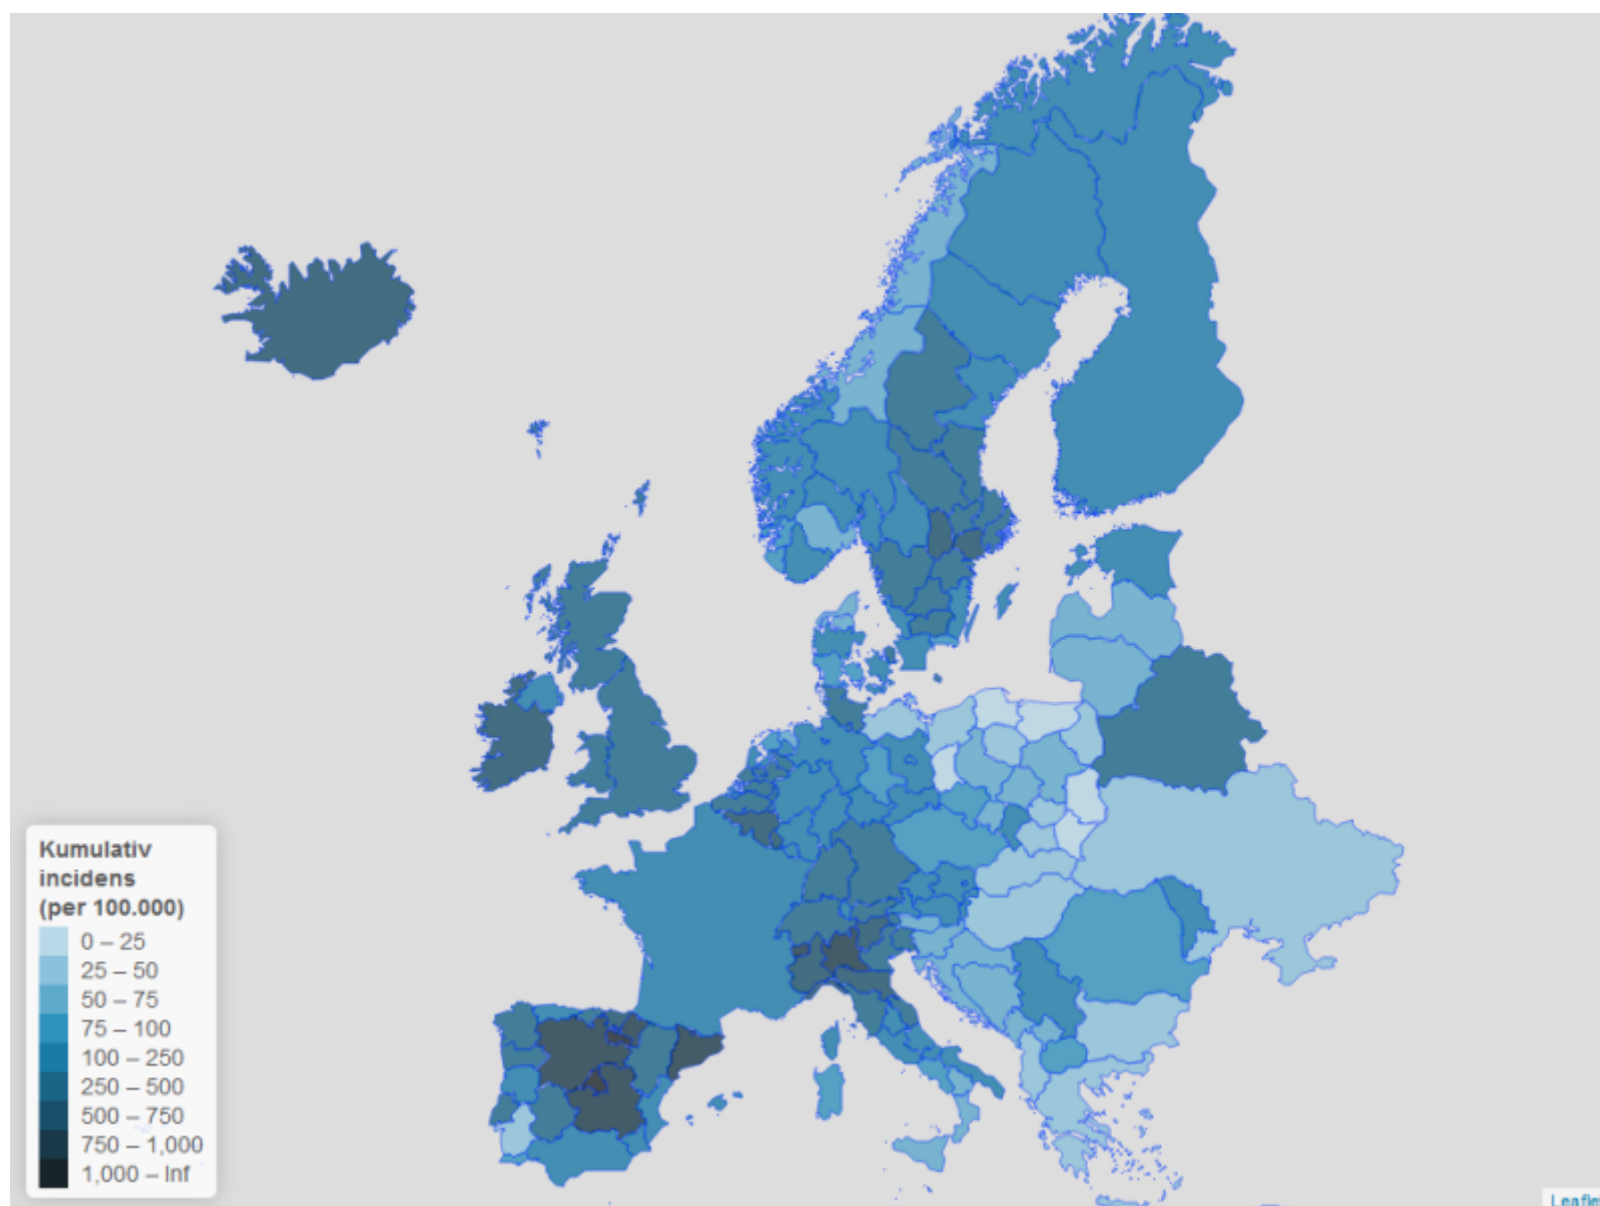 Kumulativ
incidens
(per 100.000)
0 – 25
25 – 50
50 – 75
75 – 100
100 – 250
250 – 500
500 – 750
750 – 1,000
1,000 – Inf